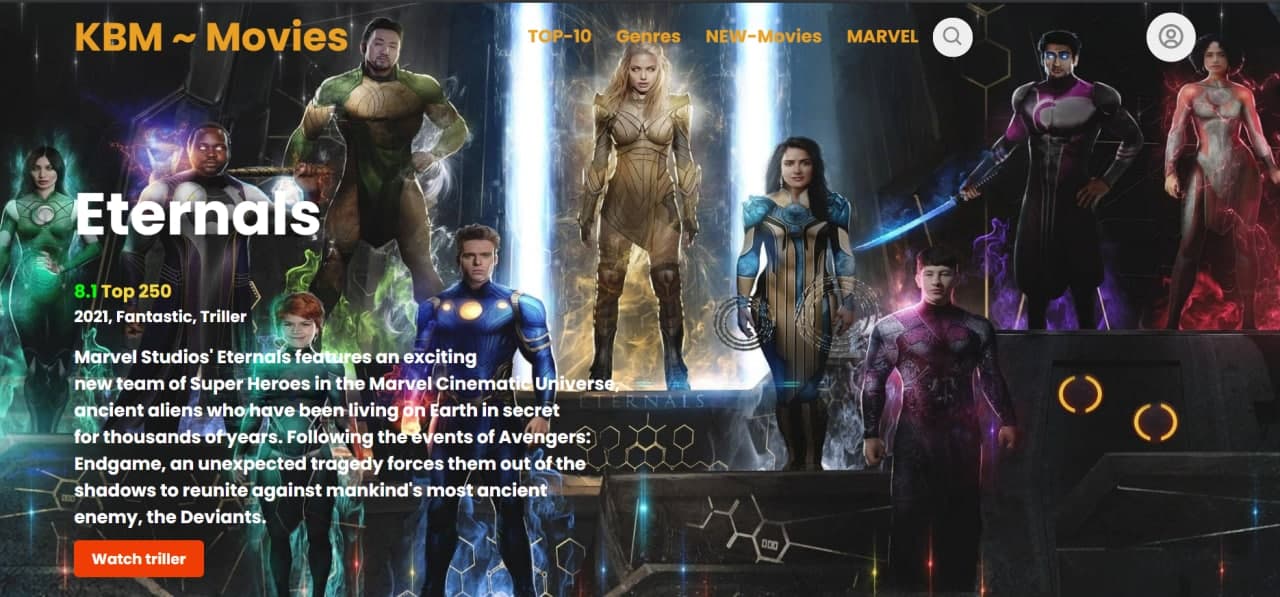 KBM ~ Movies
TOP-10 Genres NEW-Movies MARVEL
Eternals
8.1 Top 250
2021, Fantastic, Triller
Marvel Studios' Eternals features an exciting
new team of Super Heroes in the Marvel Cinematic Universe,
ancient aliens who have been living on Earth in secret
for thousands of years. Following the events of Avengers:
Endgame, an unexpected tragedy forces them out of the
shadows to reunite against mankind's most ancient
enemy, the Deviants.
ETERNALS
Watch triller